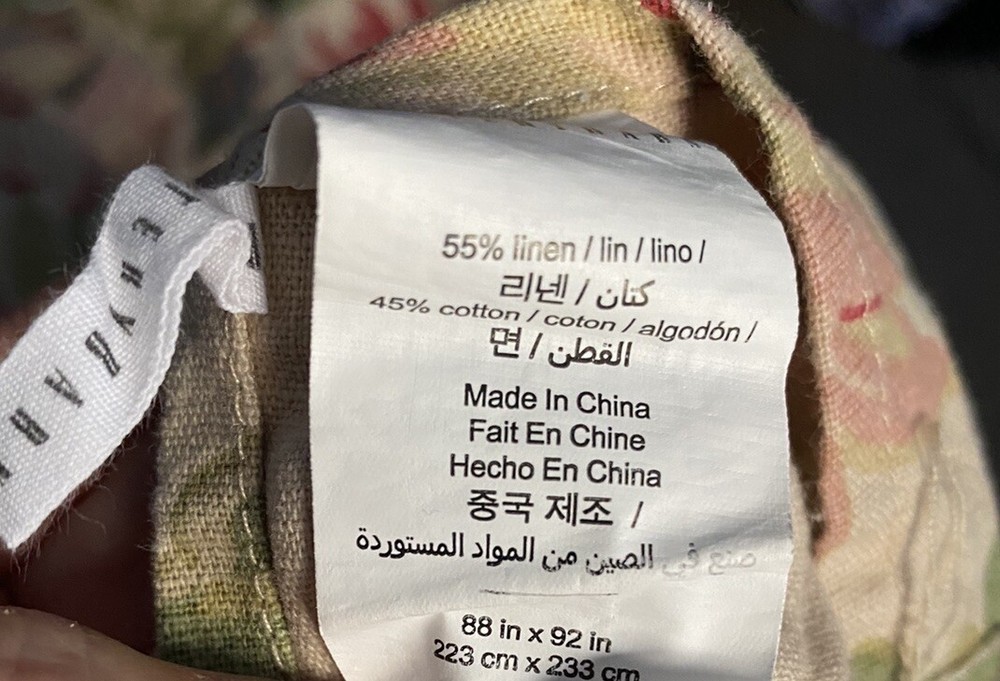 55% linen / lin / lino /
리넨 / كتان
45% cotton / coton / algodón /
면 / القطن
Made In China
Fait En Chine
Hecho En China
중국 제조 /
صنع في الصين من المواد المستوردة
88 in x 92 in
223 cm x 233 cm